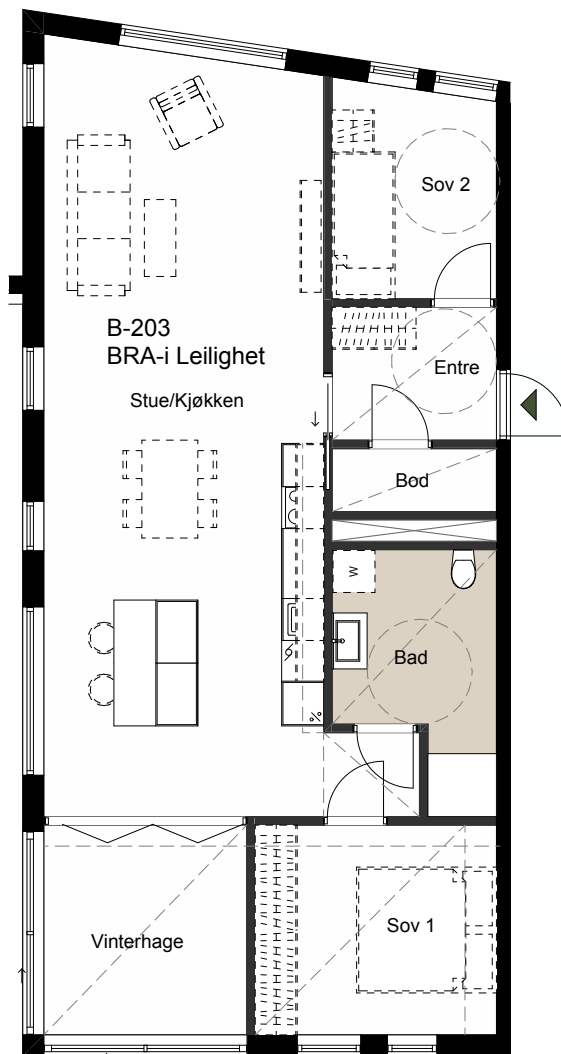 Sov 2
B-203
BRA-i Leilighet
Entre
Stue/Kjøkken
Bod
W
Bad
%
Vinterhage
Sov 1